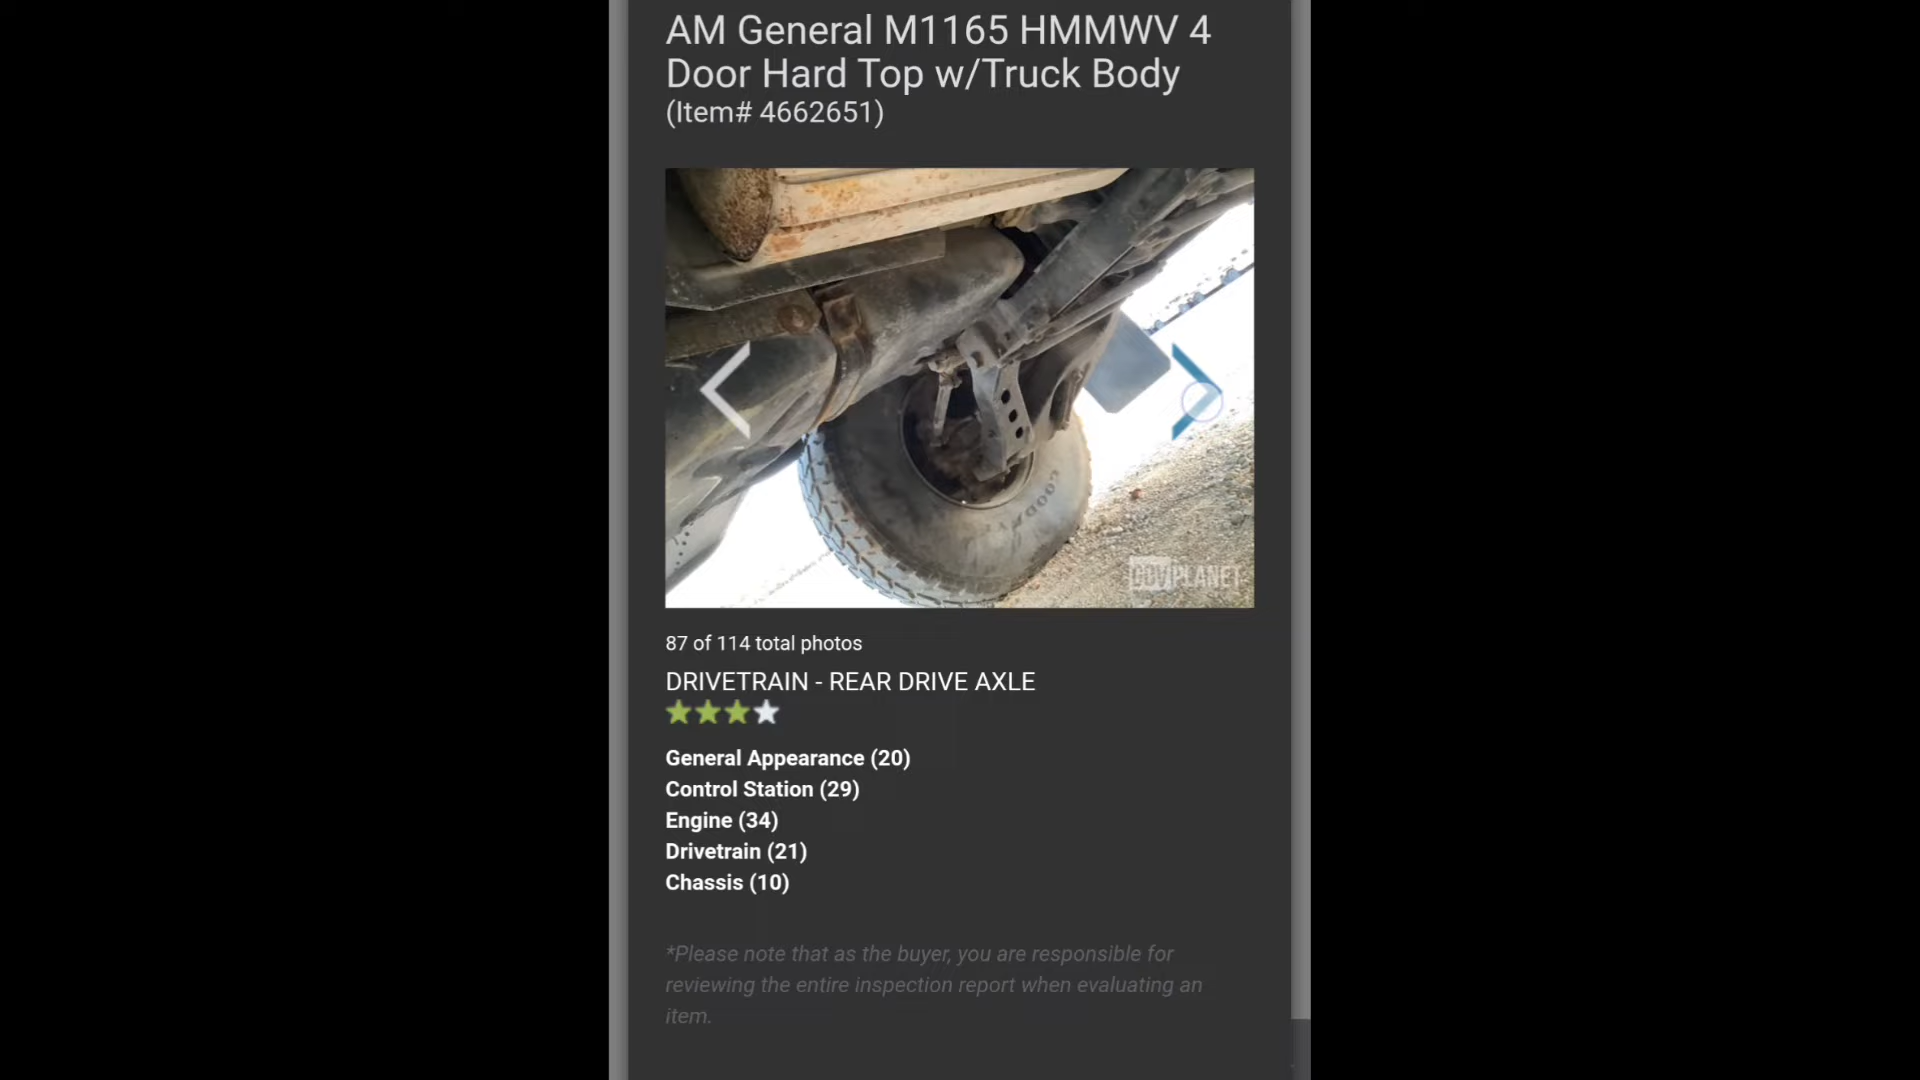 AM General M1165 HMMWV 4
Door Hard Top w/Truck Body
(Item# 4662651)
GOODYE
GOVPLANET
87 of 114 total photos
DRIVETRAIN - REAR DRIVE AXLE
General Appearance (20)
Control Station (29)
Engine (34)
Drivetrain (21)
Chassis (10)
*Please note that as the buyer, you are responsible for
reviewing the entire inspection report when evaluating an
item.